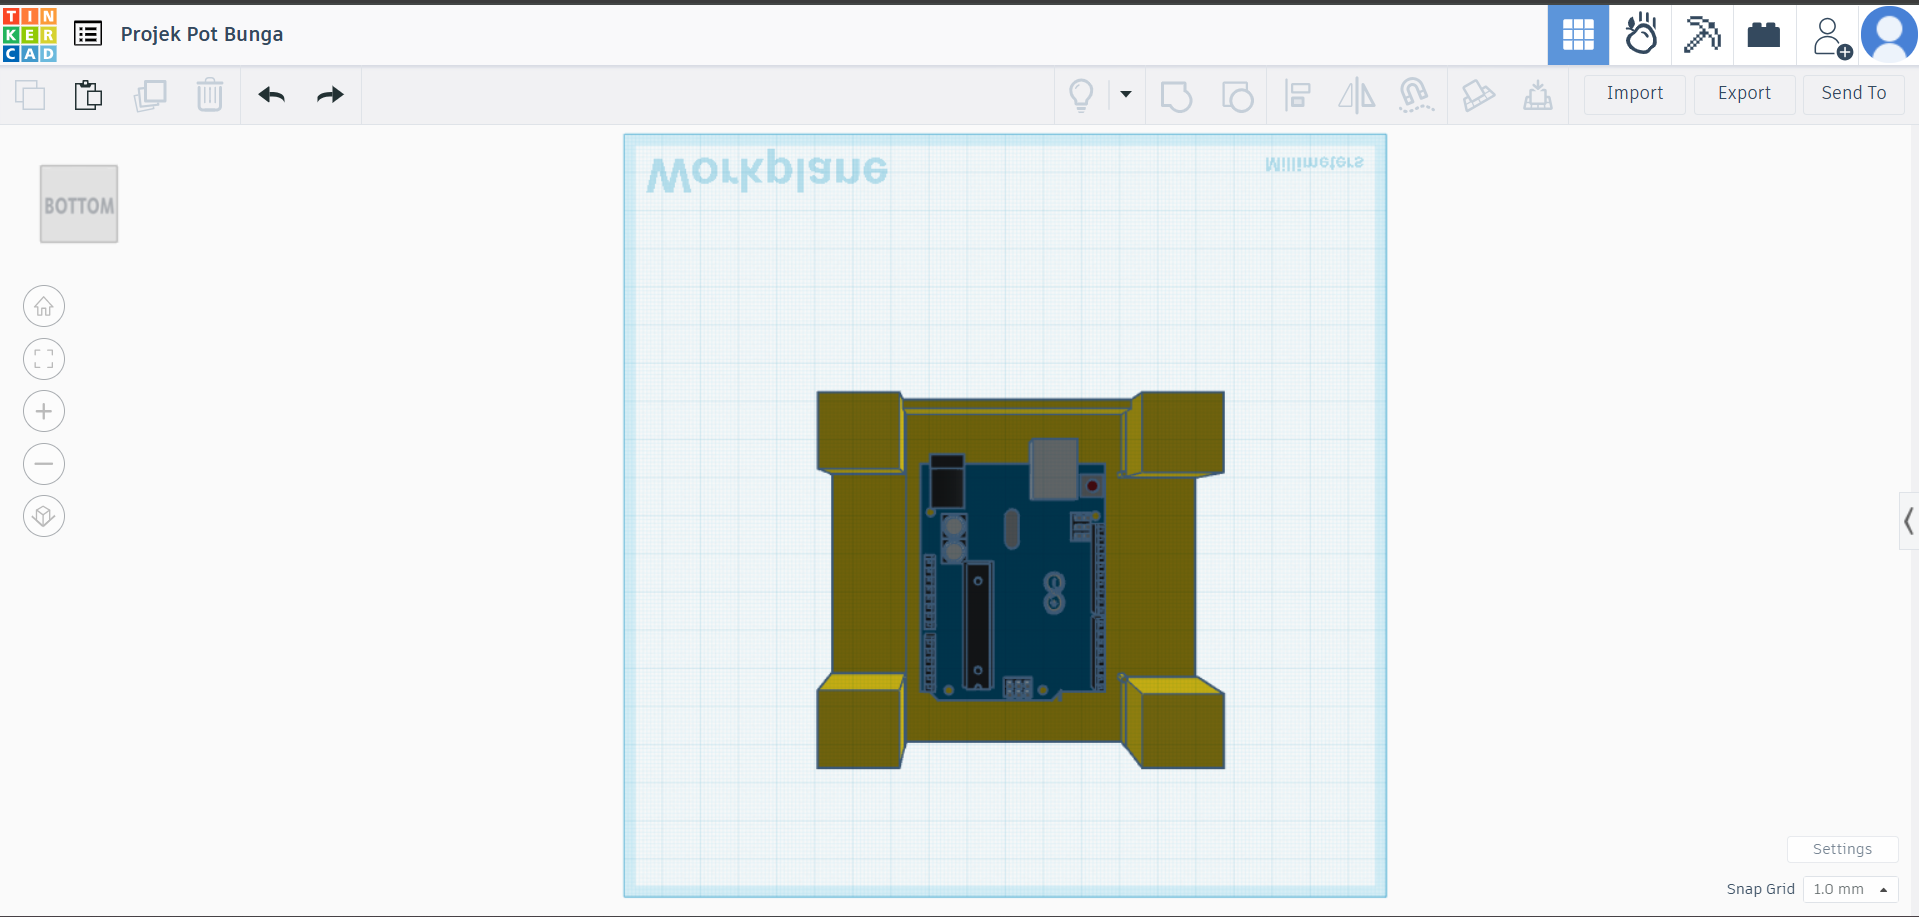 TIN
KER
CAD
Projek Pot Bunga
Import
Export
Send To
Workplane
Millimeters
BOTTOM
Settings
Snap Grid 1.0 mm